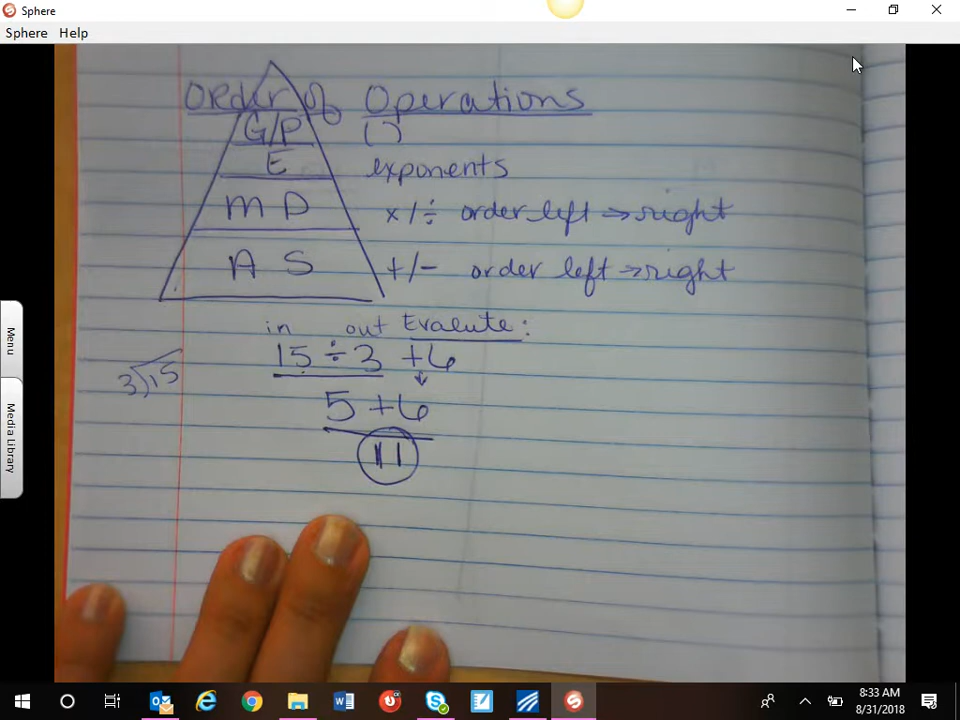 Sphere
Sphere Help
Order of Operations
G/P ( )
E exponents
M D x/÷ order left → right
A S +/- order left → right
in out Evalute:
15 ÷ 3 + 6
3)15
5 + 6
11
Menu
Media Library
8:33 AM
8/31/2018